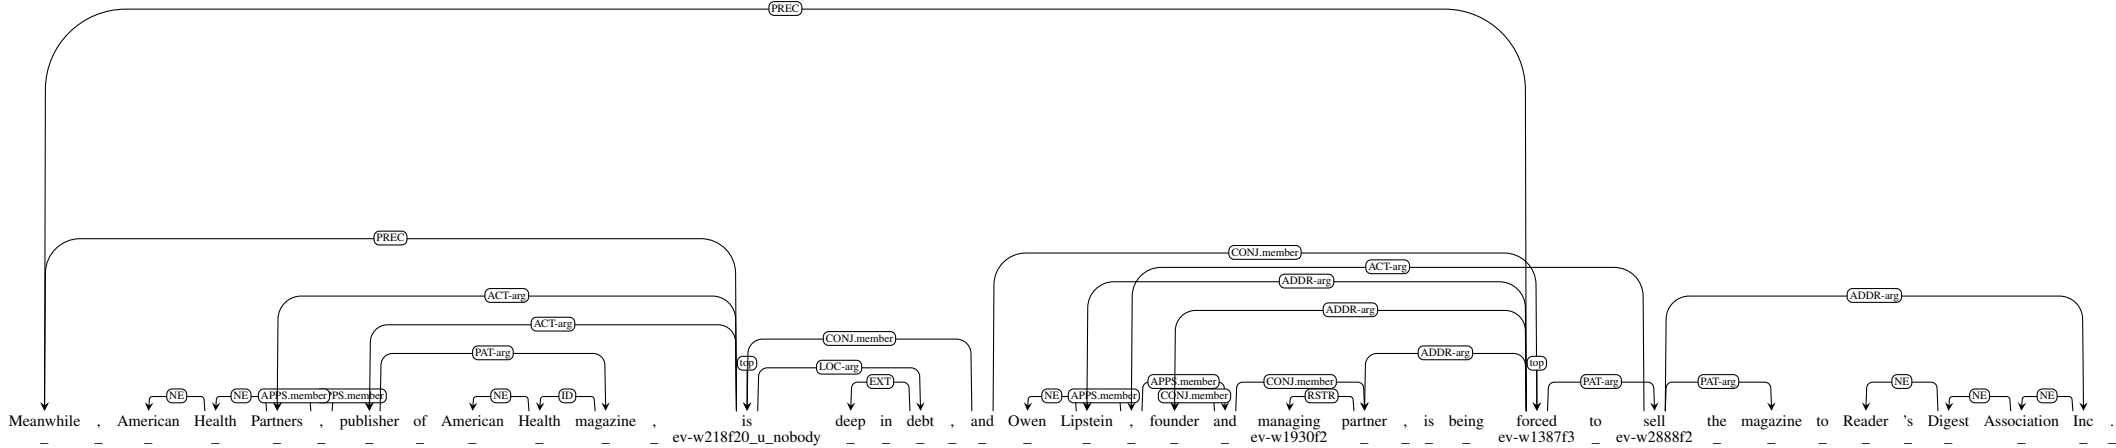 PREC
PREC
CONJ.member
ACT-arg
ADDR-arg
ACT-arg ADDR-arg
ADDR-arg
ACT-arg
CONJ.member
PAT-arg ADDR-arg
top top
LOC-arg
EXT APPS.member CONJ.member PAT-arg PAT-arg NE
NE NE APPS.member PPS.member NE ID NE APPS.member CONJ.member RSTR NE NE
Meanwhile , American Health Partners , publisher of American Health magazine , is deep in debt , and Owen Lipstein , founder and managing partner , is being forced to sell the magazine to Reader 's Digest Association Inc .
_ _ _ _ _ _ _ _ _ _ _ _ ev-w218f20_u_nobody _ _ _ _ _ _ _ _ _ _ ev-w1930f2 _ _ _ _ ev-w1387f3 _ ev-w2888f2 _ _ _ _ _ _ _ _ _